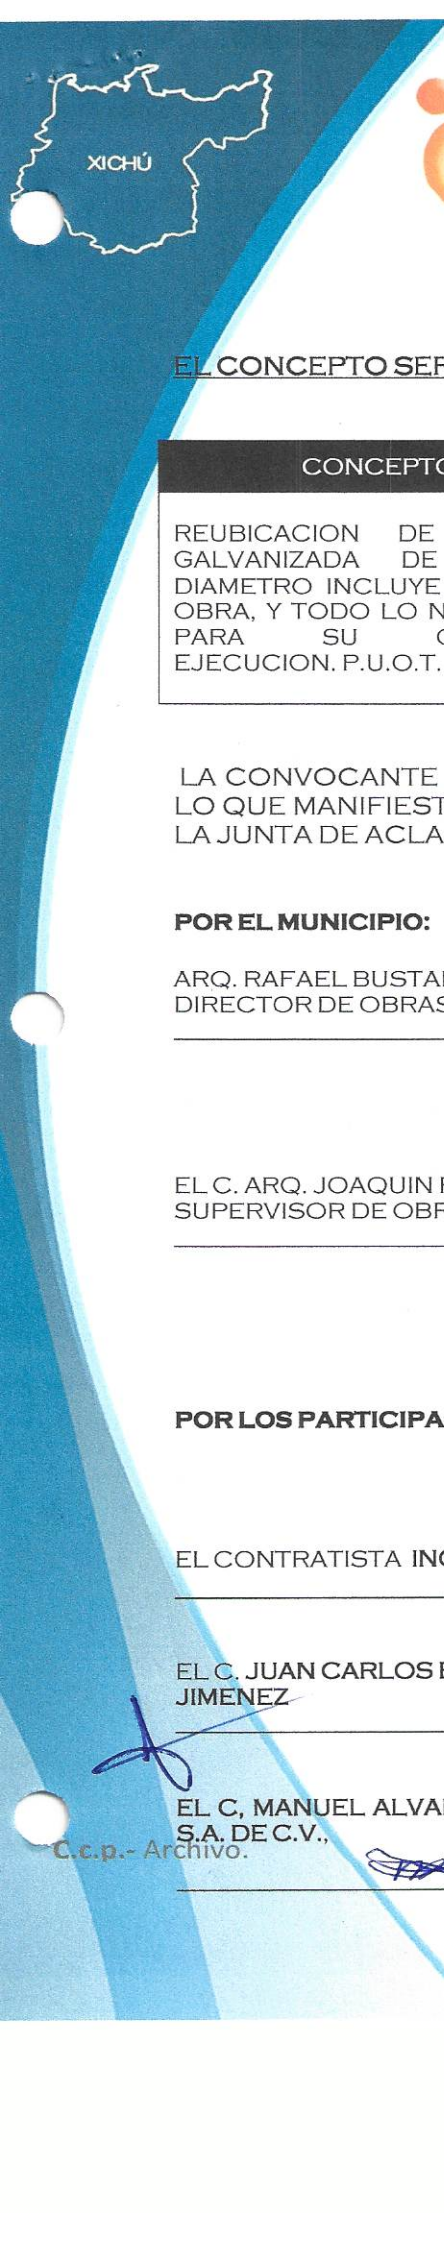 XICHÚ
EL CONCEPTO SER
CONCEPTO
REUBICACION DE
GALVANIZADA DE
DIAMETRO INCLUYE
OBRA, Y TODO LO N
PARA SU C
EJECUCION. P.U.O.T.
LA CONVOCANTE
LO QUE MANIFIEST
LA JUNTA DE ACLA
POR EL MUNICIPIO:
ARQ. RAFAEL BUSTA
DIRECTOR DE OBRAS
EL C. ARQ. JOAQUIN
SUPERVISOR DE OBR
POR LOS PARTICIPA
EL CONTRATISTA ING
EL C. JUAN CARLOS
JIMENEZ
EL C, MANUEL ALVA
S.A. DE C.V.,
C.c.p.- Archivo.